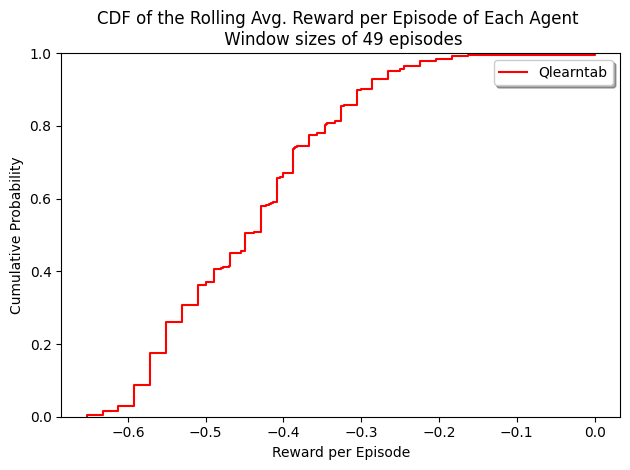 CDF of the Rolling Avg. Reward per Episode of Each Agent
Window sizes of 49 episodes
Qlearntab
Cumulative Probability
1.0
0.8
0.6
0.4
0.2
0.0
−0.6 −0.5 −0.4 −0.3 −0.2 −0.1 0.0
Reward per Episode